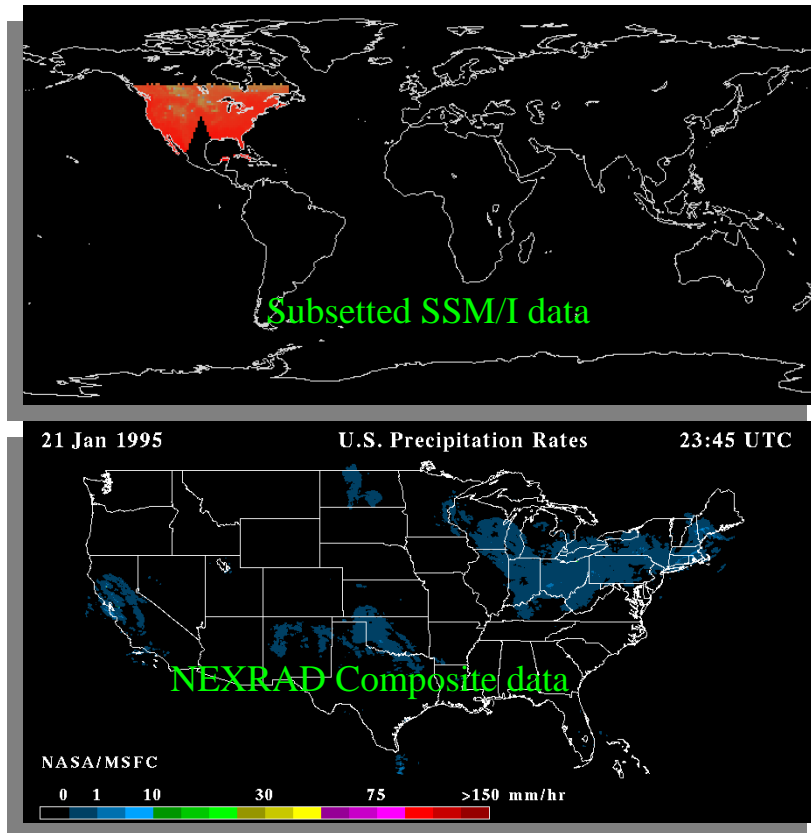 Subsetted SSM/I data
21 Jan 1995 U.S. Precipitation Rates 23:45 UTC
NEXRAD Composite data
NASA/MSFC
0 1 10 30 75 >150 mm/hr